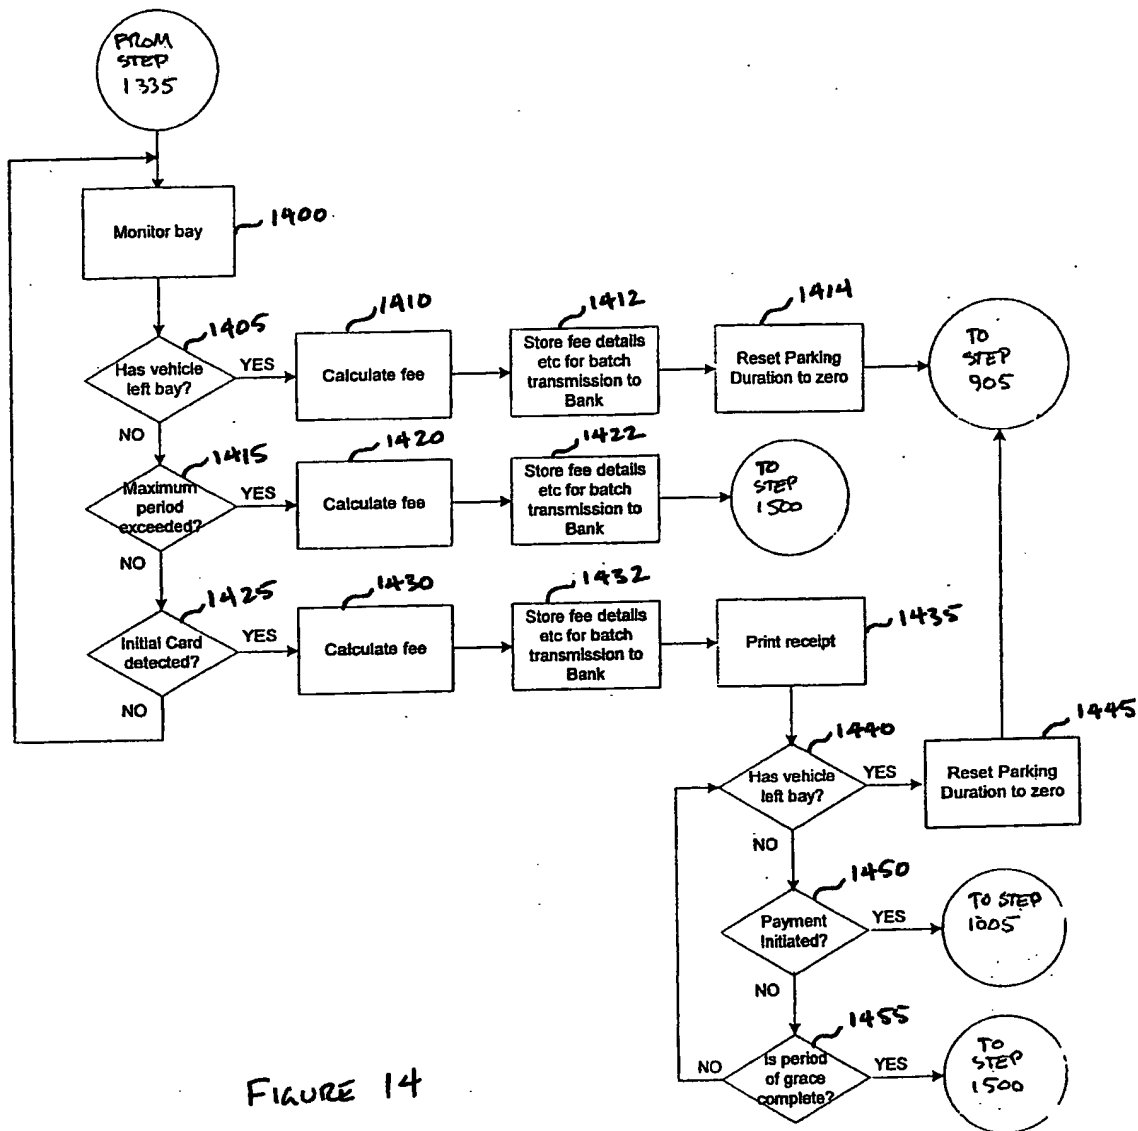 FROM
STEP
1335
Monitor bay
1400
Has vehicle
left bay?
1405
YES
NO
Calculate fee
1410
Store fee details
etc for batch
transmission to
Bank
1412
Reset Parking
Duration to zero
1414
TO
STEP
905
Maximum
period
exceeded?
1415
YES
NO
Calculate fee
1420
Store fee details
etc for batch
transmission to
Bank
1422
TO
STEP
1500
Initial Card
detected?
1425
YES
NO
Calculate fee
1430
Store fee details
etc for batch
transmission to
Bank
1432
Print receipt
1435
Has vehicle
left bay?
1440
YES
NO
Reset Parking
Duration to zero
1445
Payment
Initiated?
1450
YES
NO
TO STEP
1005
Is period
of grace
complete?
1455
NO
YES
TO
STEP
1500
FIGURE 14